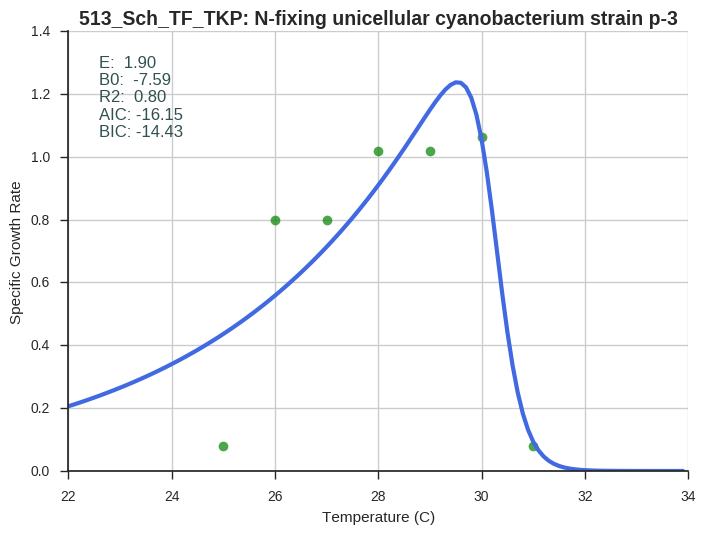 513_Sch_TF_TKP: N-fixing unicellular cyanobacterium strain p-3
E:  1.90
B0:  -7.59
R2:  0.80
AIC: -16.15
BIC: -14.43
1.4
1.2
1.0
0.8
0.6
0.4
0.2
0.0
Specific Growth Rate
22 24 26 28 30 32 34
Temperature (C)